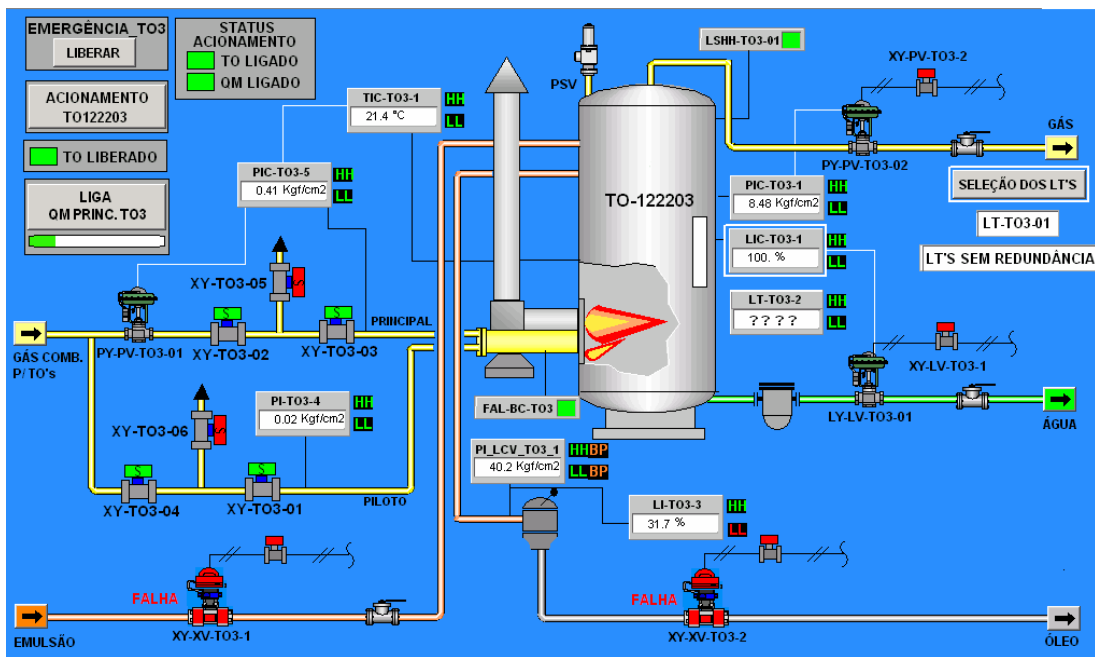 EMERGÊNCIA_TO3
LIBERAR
STATUS
ACIONAMENTO
TO LIGADO
QM LIGADO
ACIONAMENTO
TO122203
TO LIBERADO
LIGA
QM PRINC. TO3
TIC-TO3-1
21.4 °C
HH
LL
PIC-TO3-5
0.41 Kgf/cm2
HH
LL
PSV
LSHH-TO3-01
XY-PV-TO3-2
PY-PV-TO3-02
GÁS
TO-122203
PIC-TO3-1
8.48 Kgf/cm2
HH
LL
SELEÇÃO DOS LT'S
LT-TO3-01
LT'S SEM REDUNDÂNCIA
LIC-TO3-1
100. %
HH
LL
LT-TO3-2
????
HH
LL
XY-TO3-05
S
S
S
PRINCIPAL
GÁS COMB.
P/ TO's
PY-PV-TO3-01
XY-TO3-02
XY-TO3-03
XY-LV-TO3-1
LY-LV-TO3-01
ÁGUA
PI-TO3-4
0.02 Kgf/cm2
HH
LL
XY-TO3-06
S
S
S
XY-TO3-04
XY-TO3-01
PILOTO
FAL-BC-TO3
PI_LCV_TO3_1
40.2 Kgf/cm2
HHBP
LLBP
LI-TO3-3
31.7 %
HH
LL
FALHA
XY-XV-TO3-1
EMULSÃO
FALHA
XY-XV-TO3-2
ÓLEO